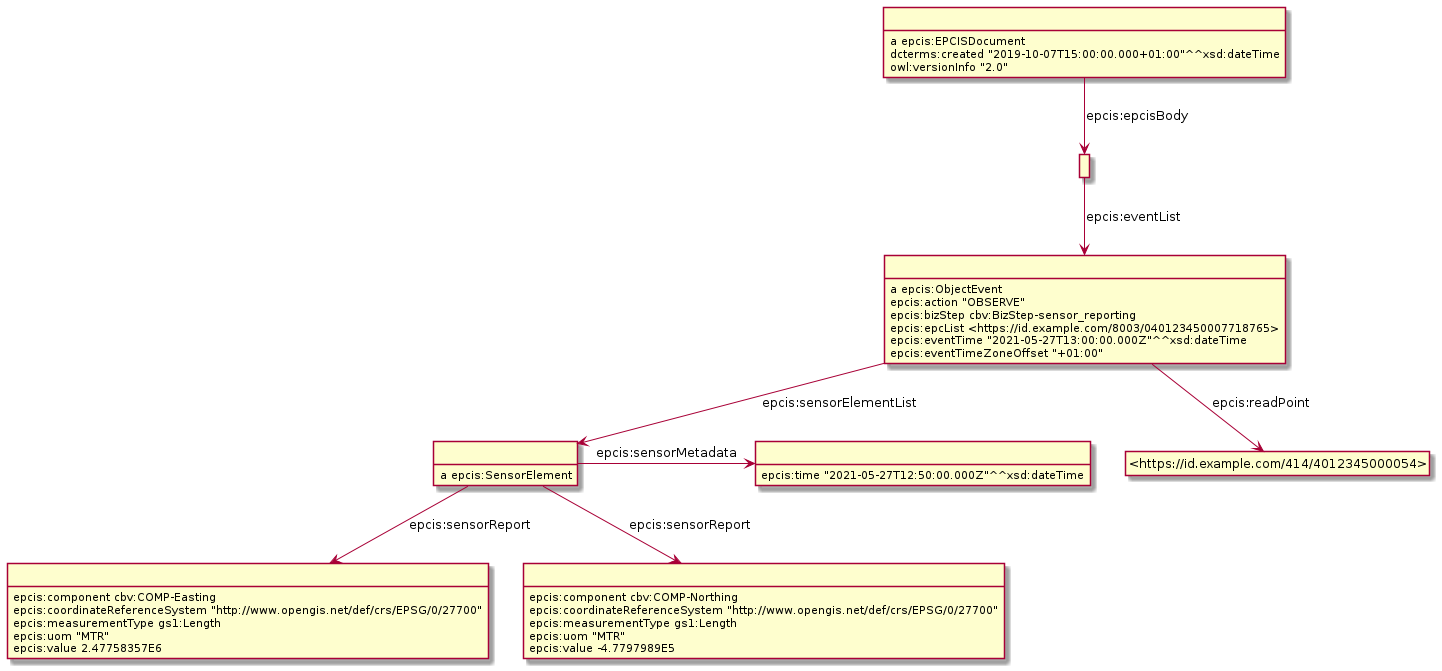 a epcis:EPCISDocument
dcterms:created "2019-10-07T15:00:00.000+01:00"^^xsd:dateTime
owl:versionInfo "2.0"
epcis:epcisBody
epcis:eventList
a epcis:ObjectEvent
epcis:action "OBSERVE"
epcis:bizStep cbv:BizStep-sensor_reporting
epcis:epcList <https://id.example.com/8003/040123450007718765>
epcis:eventTime "2021-05-27T13:00:00.000Z"^^xsd:dateTime
epcis:eventTimeZoneOffset "+01:00"
epcis:sensorElementList
epcis:readPoint
epcis:sensorMetadata
a epcis:SensorElement
epcis:time "2021-05-27T12:50:00.000Z"^^xsd:dateTime
<https://id.example.com/414/4012345000054>
epcis:sensorReport
epcis:sensorReport
epcis:component cbv:COMP-Easting
epcis:coordinateReferenceSystem "http://www.opengis.net/def/crs/EPSG/0/27700"
epcis:measurementType gs1:Length
epcis:uom "MTR"
epcis:value 2.47758357E6
epcis:component cbv:COMP-Northing
epcis:coordinateReferenceSystem "http://www.opengis.net/def/crs/EPSG/0/27700"
epcis:measurementType gs1:Length
epcis:uom "MTR"
epcis:value -4.7797989E5